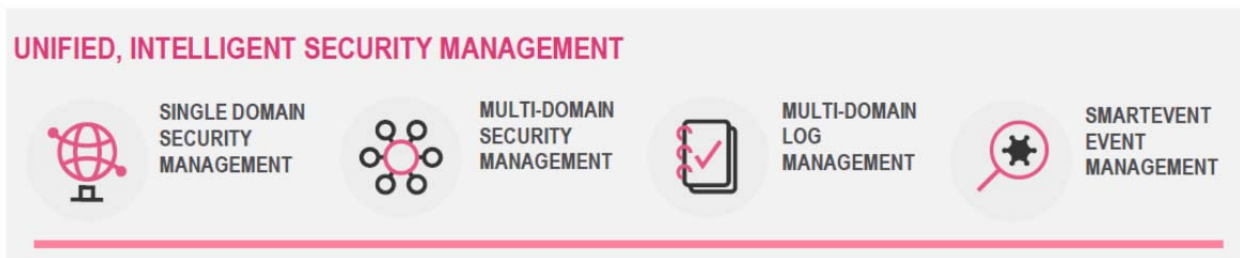 UNIFIED, INTELLIGENT SECURITY MANAGEMENT
SINGLE DOMAIN
SECURITY
MANAGEMENT
MULTI-DOMAIN
SECURITY
MANAGEMENT
MULTI-DOMAIN
LOG
MANAGEMENT
SMARTEVENT
EVENT
MANAGEMENT